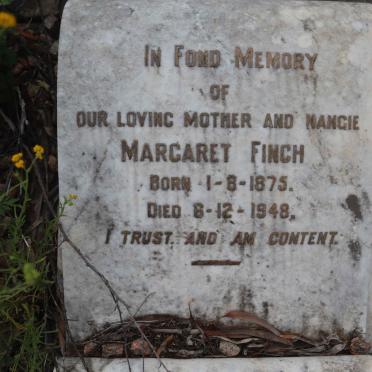 IN FOND MEMORY
OF
OUR LOVING MOTHER AND NANGIE
MARGARET FINCH
BORN 1-8-1875.
DIED 8-12-1948.
I TRUST AND AM CONTENT.